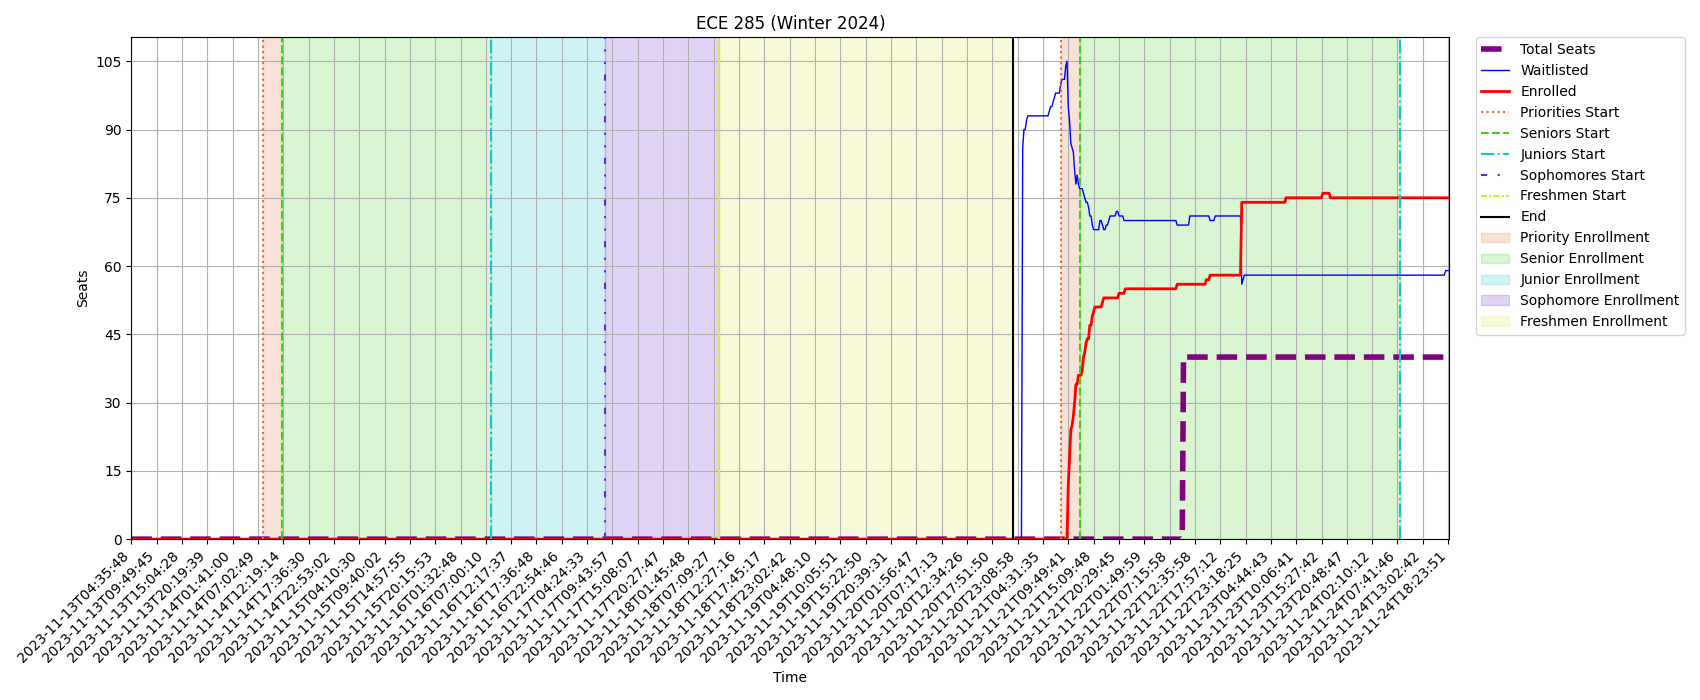 ECE 285 (Winter 2024)
Total Seats
Waitlisted
Enrolled
Priorities Start
Seniors Start
Juniors Start
Sophomores Start
Freshmen Start
End
Priority Enrollment
Senior Enrollment
Junior Enrollment
Sophomore Enrollment
Freshmen Enrollment
Seats
105
90
75
60
45
30
15
0
2023-11-13T04:35:48
2023-11-13T09:49:45
2023-11-13T15:04:28
2023-11-13T20:19:39
2023-11-14T01:41:00
2023-11-14T07:02:49
2023-11-14T12:19:14
2023-11-14T17:36:30
2023-11-14T22:53:02
2023-11-15T04:10:30
2023-11-15T09:40:02
2023-11-15T14:57:55
2023-11-15T20:15:53
2023-11-16T01:32:48
2023-11-16T07:00:10
2023-11-16T12:17:37
2023-11-16T17:36:48
2023-11-16T22:54:46
2023-11-17T04:24:33
2023-11-17T09:43:57
2023-11-17T15:08:07
2023-11-17T20:27:47
2023-11-18T01:45:48
2023-11-18T07:09:27
2023-11-18T12:27:16
2023-11-18T17:45:17
2023-11-18T23:02:42
2023-11-19T04:48:10
2023-11-19T10:05:51
2023-11-19T15:22:50
2023-11-19T20:39:31
2023-11-20T01:56:47
2023-11-20T07:17:13
2023-11-20T12:34:26
2023-11-20T17:51:50
2023-11-20T23:08:58
2023-11-21T04:31:35
2023-11-21T09:49:41
2023-11-21T15:09:48
2023-11-21T20:29:45
2023-11-22T01:49:59
2023-11-22T07:15:58
2023-11-22T12:35:58
2023-11-22T17:57:12
2023-11-22T23:18:25
2023-11-23T04:44:43
2023-11-23T10:06:41
2023-11-23T15:27:42
2023-11-23T20:48:47
2023-11-24T02:10:12
2023-11-24T07:41:46
2023-11-24T13:02:42
2023-11-24T18:23:51
Time